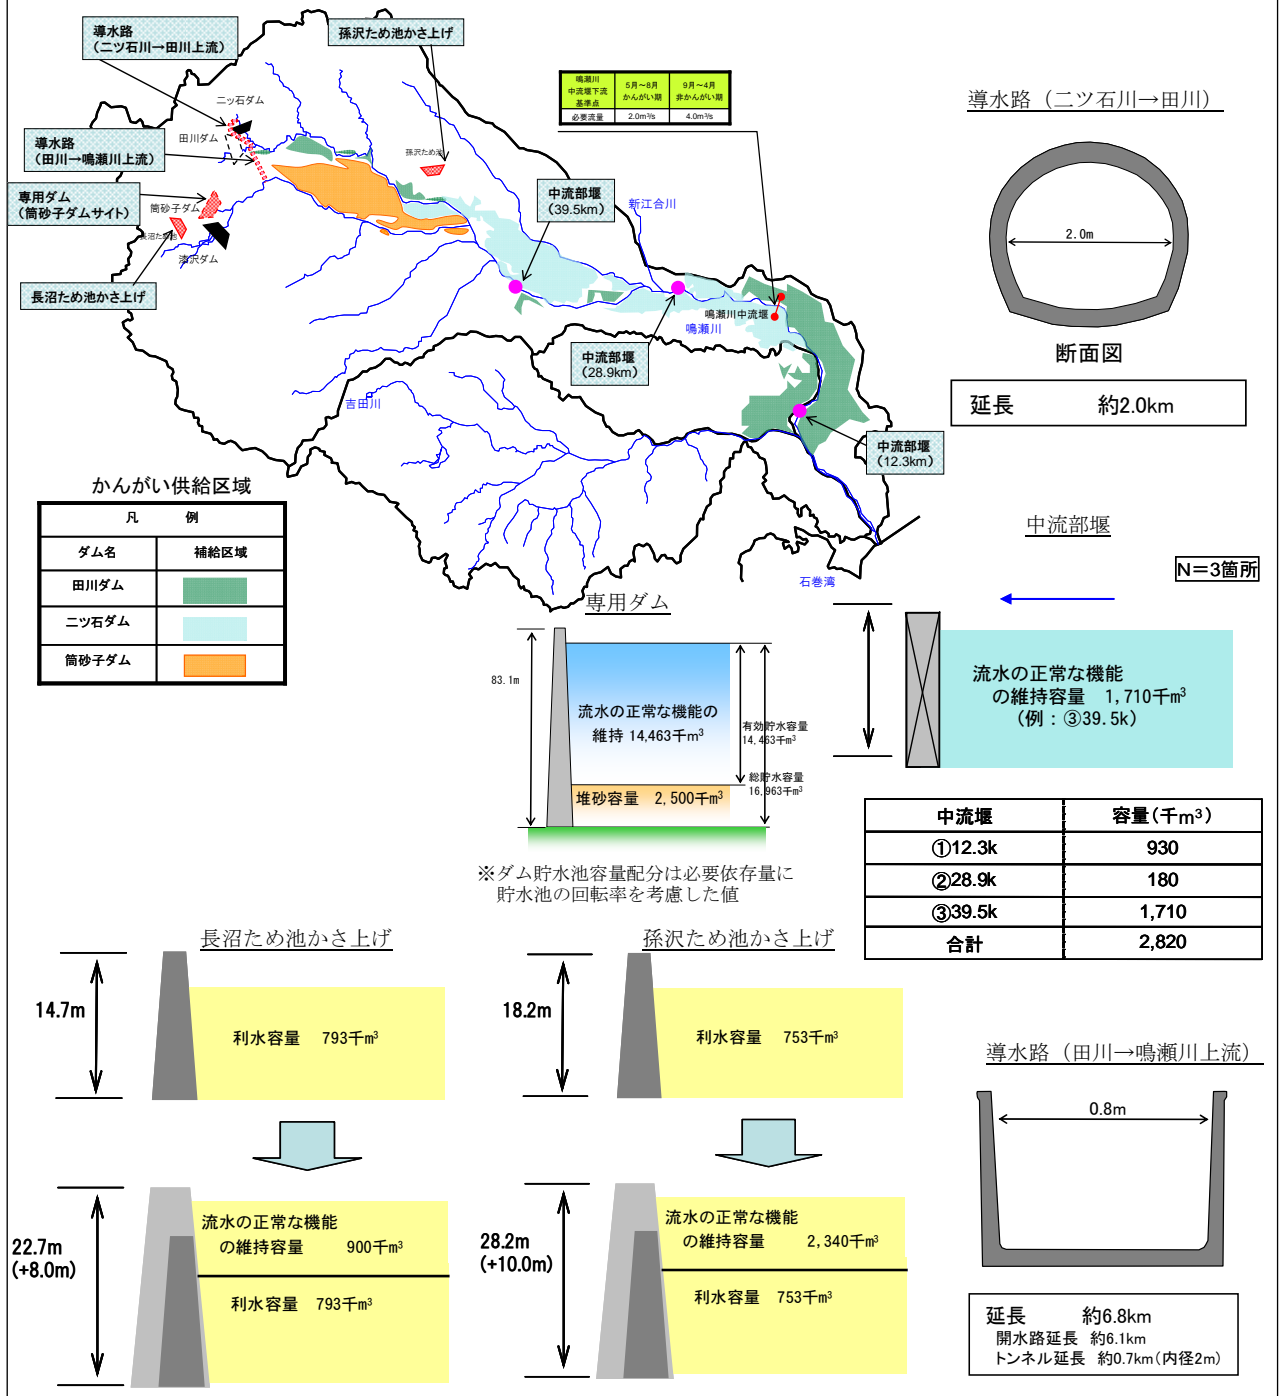 導水路
（二ツ石川→田川上流）
孫沢ため池かさ上げ
二ツ石ダム
田川ダム
導水路
（田川→鳴瀬川上流）
専用ダム
（筒砂子ダムサイト）
筒砂子ダム
長沼ため池
漆沢ダム
長沼ため池かさ上げ
孫沢ため池
鳴瀬川
中流堰下流
基準点
5月～8月
かんがい期
9月～4月
非かんがい期
必要流量
2.0m³/s
4.0m³/s
中流部堰
（39.5km）
新江合川
鳴瀬川中流堰
鳴瀬川
中流部堰
（28.9km）
吉田川
中流部堰
（12.3km）
石巻湾
導水路（二ツ石川→田川）
2.0m
断面図
延長　約2.0km
かんがい供給区域
凡　例
ダム名　補給区域
田川ダム
二ツ石ダム
筒砂子ダム
専用ダム
83.1m
流水の正常な機能の
維持 14,463千m³
有効貯水容量
14,463千m³
総貯水容量
16,963千m³
堆砂容量　2,500千m³
※ダム貯水池容量配分は必要依存量に
貯水池の回転率を考慮した値
中流部堰
N＝3箇所
流水の正常な機能
の維持容量　1,710千m³
（例：③39.5k）
中流堰　容量（千m³）
①12.3k　930
②28.9k　180
③39.5k　1,710
合計　2,820
長沼ため池かさ上げ
14.7m
利水容量　793千m³
22.7m
(+8.0m)
流水の正常な機能
の維持容量　900千m³
利水容量　793千m³
孫沢ため池かさ上げ
18.2m
利水容量　753千m³
28.2m
(+10.0m)
流水の正常な機能
の維持容量　2,340千m³
利水容量　753千m³
導水路（田川→鳴瀬川上流）
0.8m
延長　約6.8km
開水路延長　約6.1km
トンネル延長　約0.7km（内径2m）